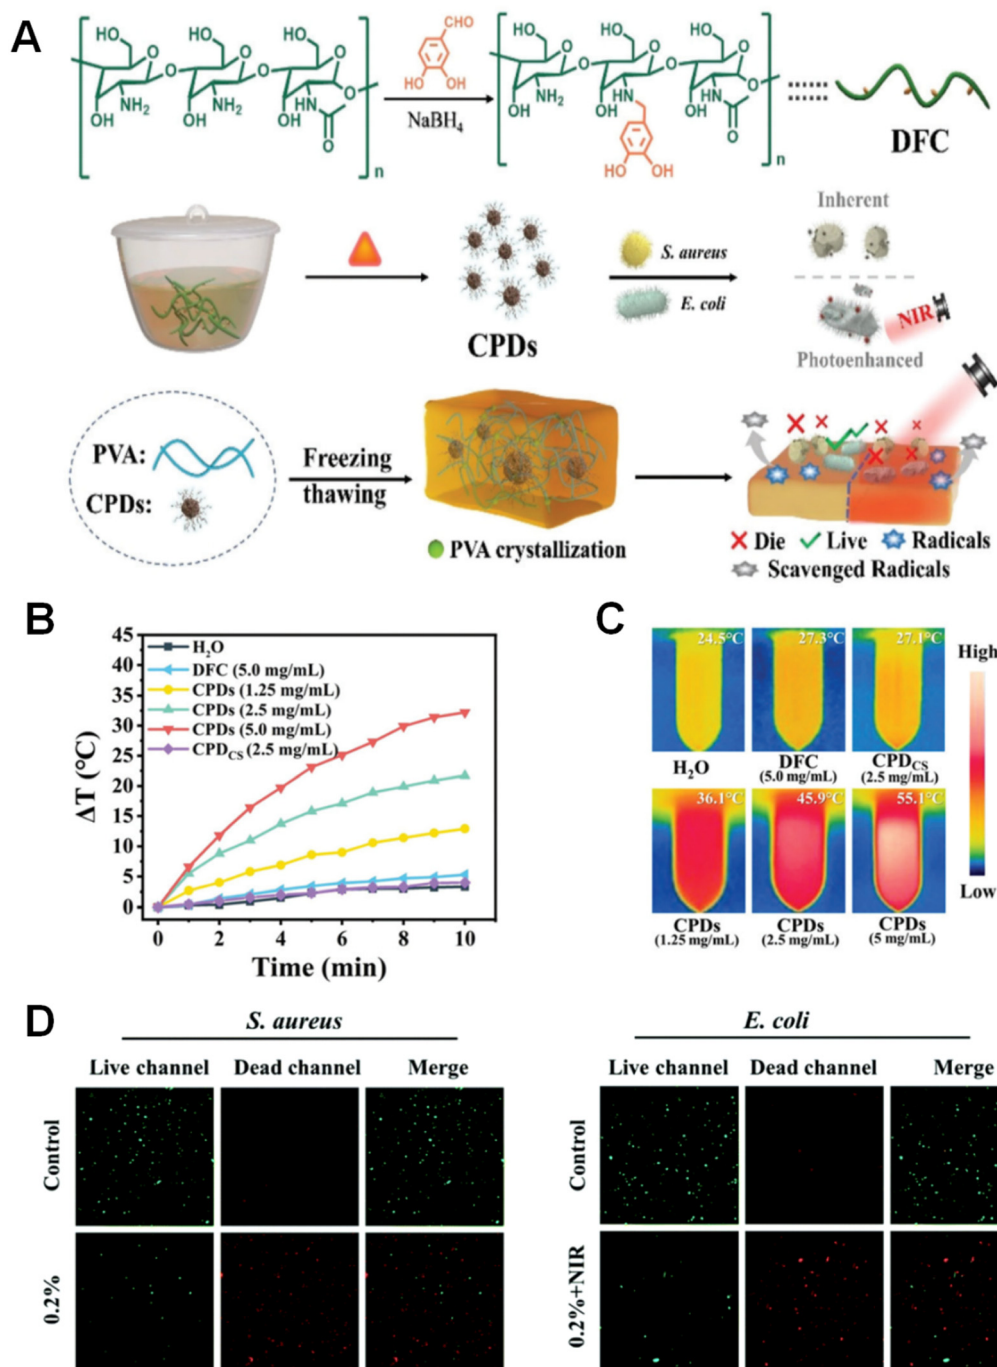 A
HO
HO
HO
O
O
O
O
OH
NH₂
OH
NH₂
OH
HN
O
n
CHO
HO
OH
NaBH₄
HO
HO
HO
O
O
O
O
OH
NH₂
OH
HN
OH
HN
O
HO
OH
n
DFC
CPDs
S. aureus
E. coli
Inherent
NIR
Photoenhanced
PVA:
CPDs:
Freezing
thawing
PVA crystallization
Die Live Radicals
Scavenged Radicals
B
ΔT (°C)
45
40
35
30
25
20
15
10
5
0
H₂O
DFC (5.0 mg/mL)
CPDs (1.25 mg/mL)
CPDs (2.5 mg/mL)
CPDs (5.0 mg/mL)
CPD_CS (2.5 mg/mL)
0 2 4 6 8 10
Time (min)
C
24.5°C 27.3°C 27.1°C
H₂O DFC CPD_CS
(5.0 mg/mL) (2.5 mg/mL)
36.1°C 45.9°C 55.1°C
CPDs CPDs CPDs
(1.25 mg/mL) (2.5 mg/mL) (5 mg/mL)
High
Low
D
S. aureus
Live channel Dead channel Merge
Control
0.2%
E. coli
Live channel Dead channel Merge
Control
0.2%+NIR